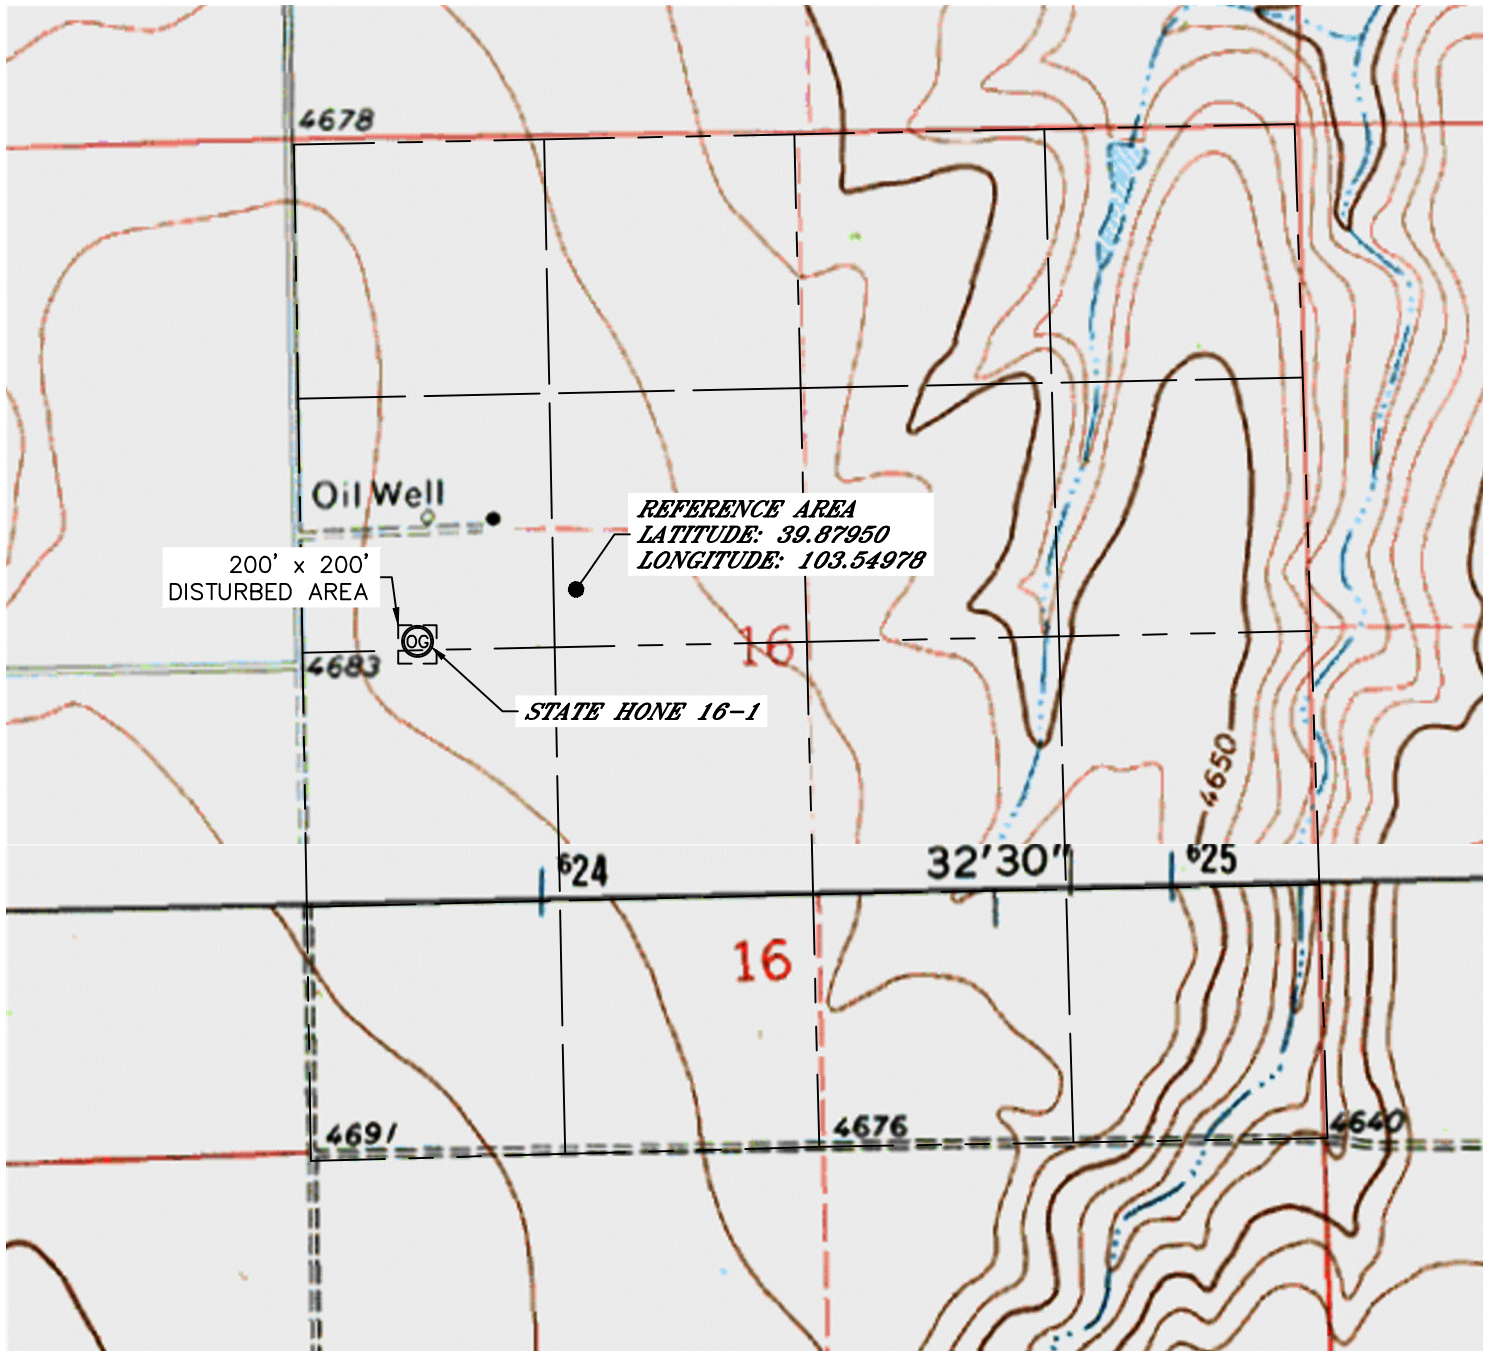 4678
Oil Well
REFERENCE AREA
LATITUDE: 39.87950
LONGITUDE: 103.54978
200' x 200'
DISTURBED AREA
OG
16
4683
STATE HONE 16-1
4650
624
32'30"
625
16
4691
4676
4640